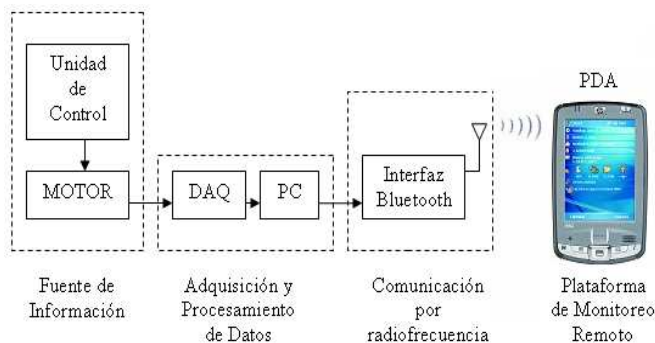 Unidad
de
Control
MOTOR
DAQ
PC
Interfaz
Bluetooth
PDA
Fuente de
Información
Adquisición y
Procesamiento
de Datos
Comunicación
por
radiofrecuencia
Plataforma
de Monitoreo
Remoto